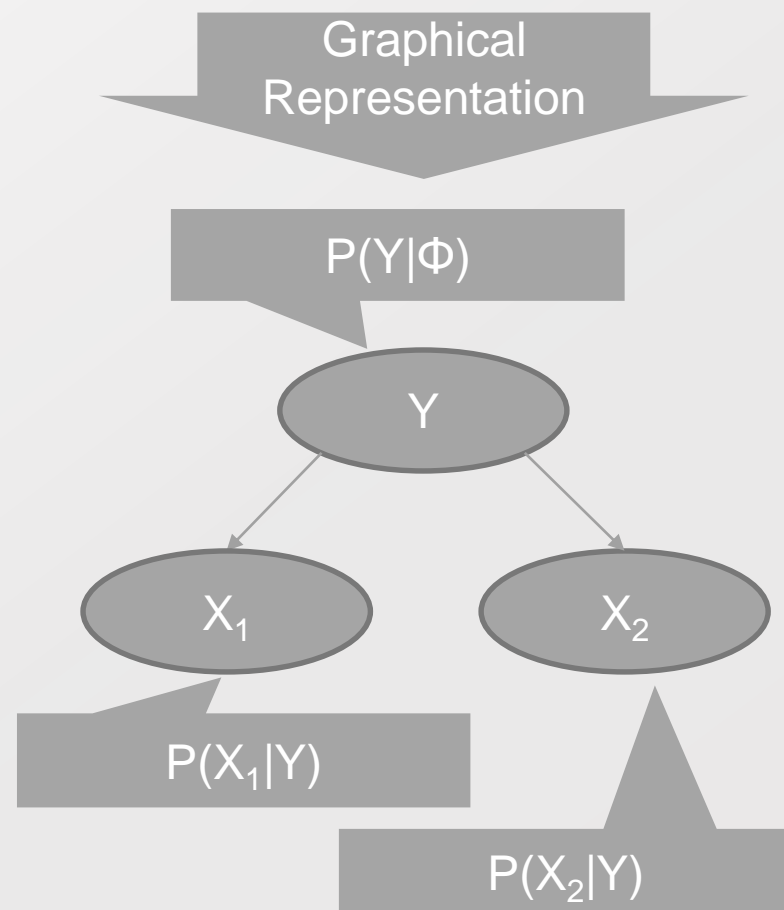 Graphical
Representation
P(Y|Φ)
Y
X₁
X₂
P(X₁|Y)
P(X₂|Y)